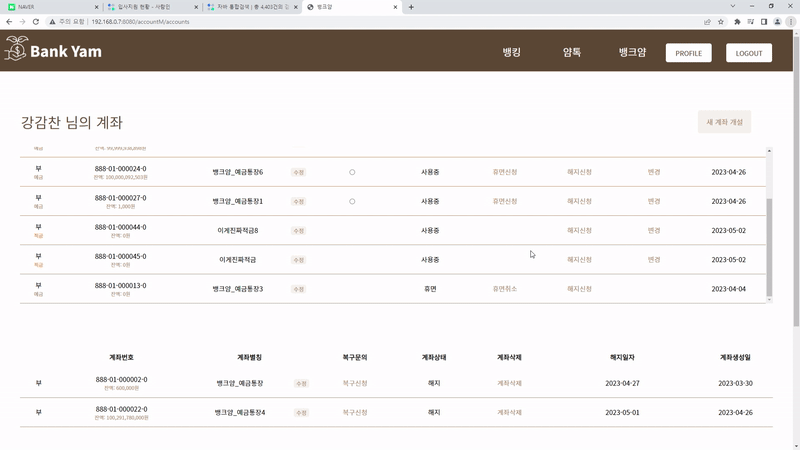 NAVER
입사지원 현황 - 사람인
자바 통합검색 | 총 4,403건의
뱅크얌
주의 요함 | 192.168.0.7:8080/accountM/accounts
Bank Yam 뱅킹 얌톡 뱅크얌 PROFILE LOGOUT
강감찬 님의 계좌 새 계좌 개설
예금
부 888-01-000024-0 뱅크얌_예금통장6 수정 사용중 휴면신청 해지신청 변경 2023-04-26
예금 잔액: 100,000,092,503원
부 888-01-000027-0 뱅크얌_예금통장1 수정 사용중 휴면신청 해지신청 변경 2023-04-26
예금 잔액: 1,000원
부 888-01-000044-0 이게진짜적금8 수정 사용중 해지신청 변경 2023-05-02
적금 잔액: 0원
부 888-01-000045-0 이게진짜적금 수정 사용중 해지신청 변경 2023-05-02
적금 잔액: 0원
부 888-01-000013-0 뱅크얌_예금통장3 수정 휴면 휴면취소 해지신청 2023-04-04
예금 잔액: 0원
계좌번호 계좌별칭 복구문의 계좌상태 계좌삭제 해지일자 계좌생성일
부 888-01-000002-0 뱅크얌_예금통장 수정 복구신청 해지 계좌삭제 2023-04-27 2023-03-30
잔액: 600,000원
부 888-01-000022-0 뱅크얌_예금통장4 수정 복구신청 해지 계좌삭제 2023-05-01 2023-04-26
잔액: 100,291,786,000원